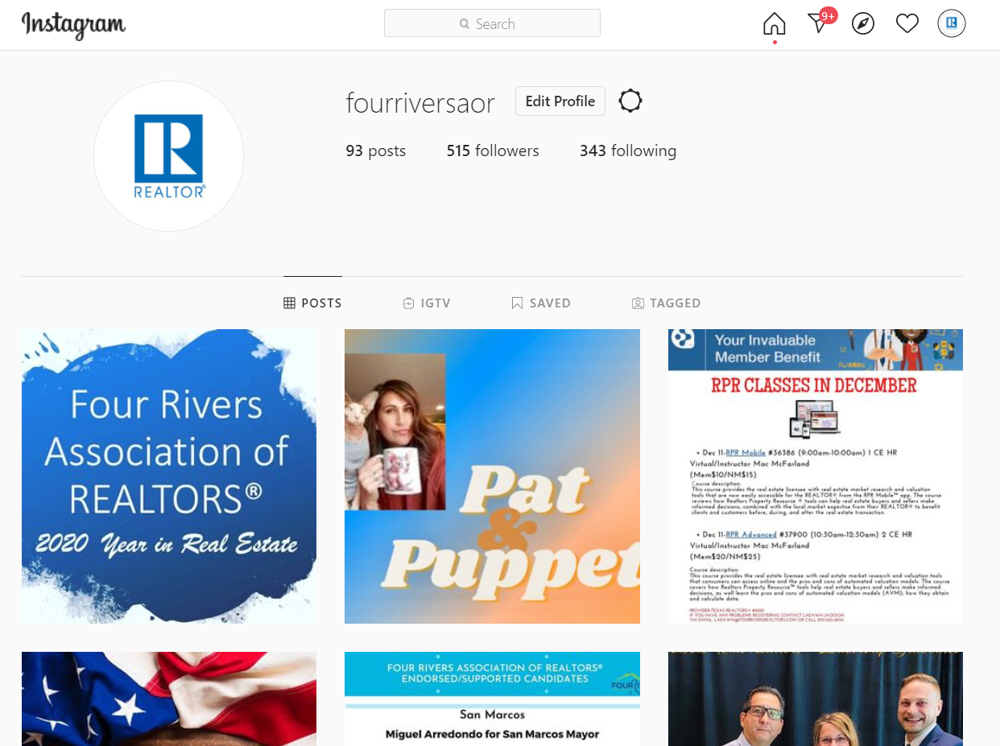 Instagram
Search
9+
R
R
REALTOR®
fourriversaor
Edit Profile
93 posts
515 followers
343 following
POSTS
IGTV
SAVED
TAGGED
Four Rivers
Association of
REALTORS®
2020 Year in Real Estate
Pat
&
Puppet
Your Invaluable
Member Benefit
RPR CLASSES IN DECEMBER
• Dec 11-RPR Mobile #36386 (9:00am-10:00am) 1 CE HR
Virtual/Instructor Mac McFarland
(Mem$10/NM$15)
Course description:
This course provides the real estate licensee with real estate market research and valuation
tools that are now easily accessible for the REALTOR® from the RPR Mobile™ app. The course
reviews how Realtors Property Resource ® tools can help real estate buyers and sellers make
informed decisions, combined with the local market expertise from their REALTOR® to benefit
clients and customers before, during, and after the real estate transaction.
• Dec 11-RPR Advanced #37900 (10:30am-12:30am) 2 CE HR
Virtual/Instructor Mac McFarland
(Mem$20/NM$25)
Course description:
This course provides the real estate licensee with real estate market research and valuation tools
that consumers can access online and the pros and cons of automated valuation models. The course
covers how Realtors Property Resource™ tools help real estate buyers and sellers make informed
decisions, as well learn the pros and cons of automated valuation models (AVM); how they obtain
and calculate data.
PROVIDER:TEXAS REALTORS® #0001
IF YOU HAVE ANY PROBLEMS REGISTERING CONTACT LADAWN JACKSON
VIA EMAIL: LADAWN@FOURRIVERSREALTORS.COM OR CALL
FOUR RIVERS ASSOCIATION OF REALTORS®
ENDORSED/SUPPORTED CANDIDATES
FOUR
San Marcos
Miguel Arredondo for San Marcos Mayor